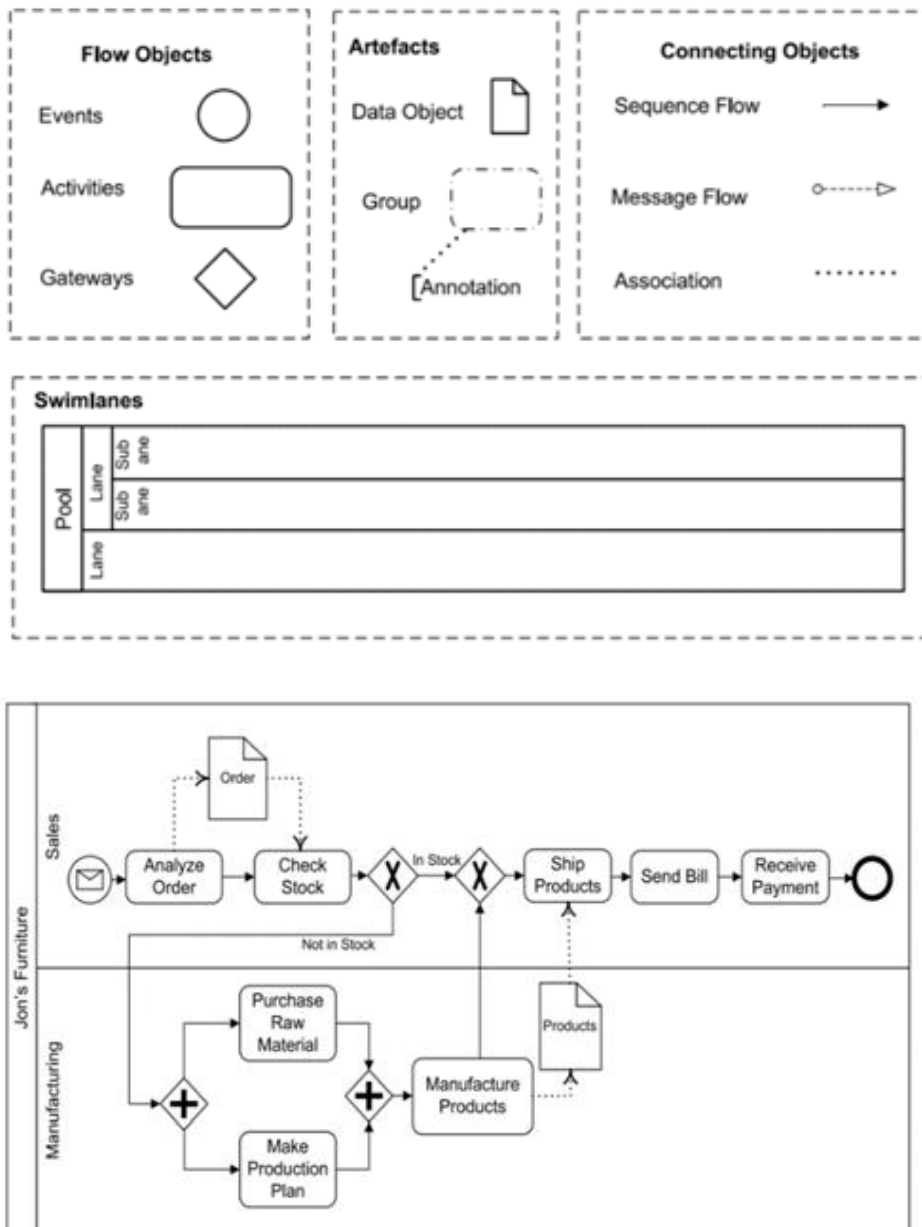 Flow Objects
Events
Activities
Gateways
Artefacts
Data Object
Group
Annotation
Connecting Objects
Sequence Flow
Message Flow
Association
Swimlanes
Pool
Lane
Sub
ane
Sub
ane
Lane
Jon's Furniture
Sales
Order
Analyze
Order
Check
Stock
X
In Stock
X
Ship
Products
Send Bill
Receive
Payment
Not in Stock
Manufacturing
Purchase
Raw
Material
Make
Production
Plan
Manufacture
Products
Products